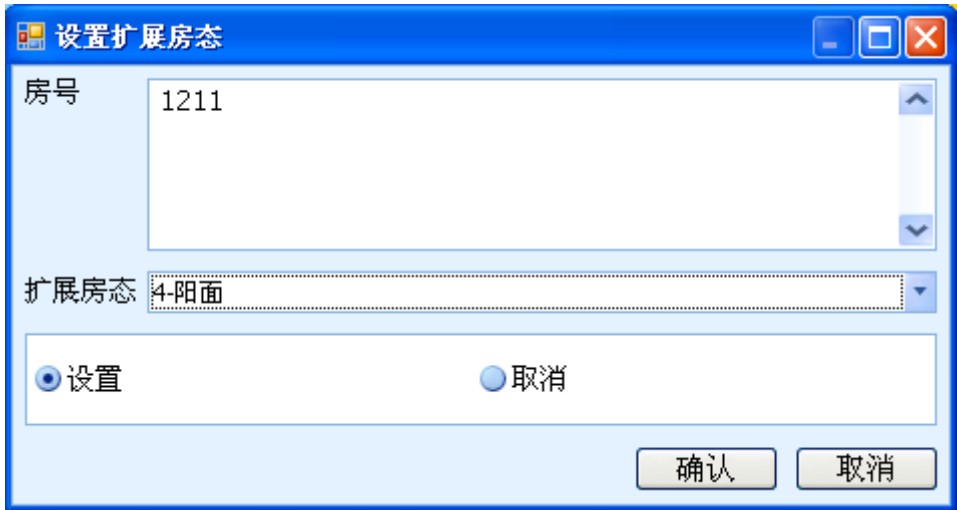 设置扩展房态
房号
1211
扩展房态 4-阳面
设置 取消
确认 取消